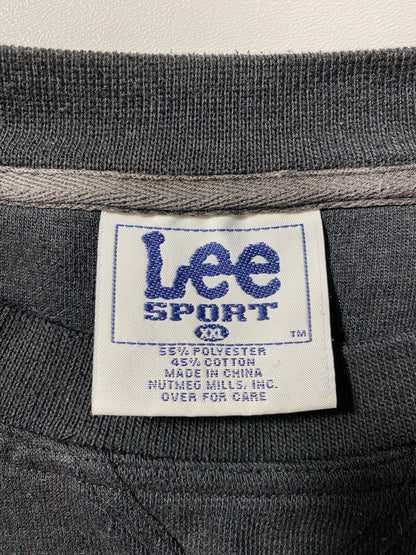 Lee
SPORT
XXL
TM
55% POLYESTER
45% COTTON
MADE IN CHINA
NUTMEG MILLS, INC.
OVER FOR CARE